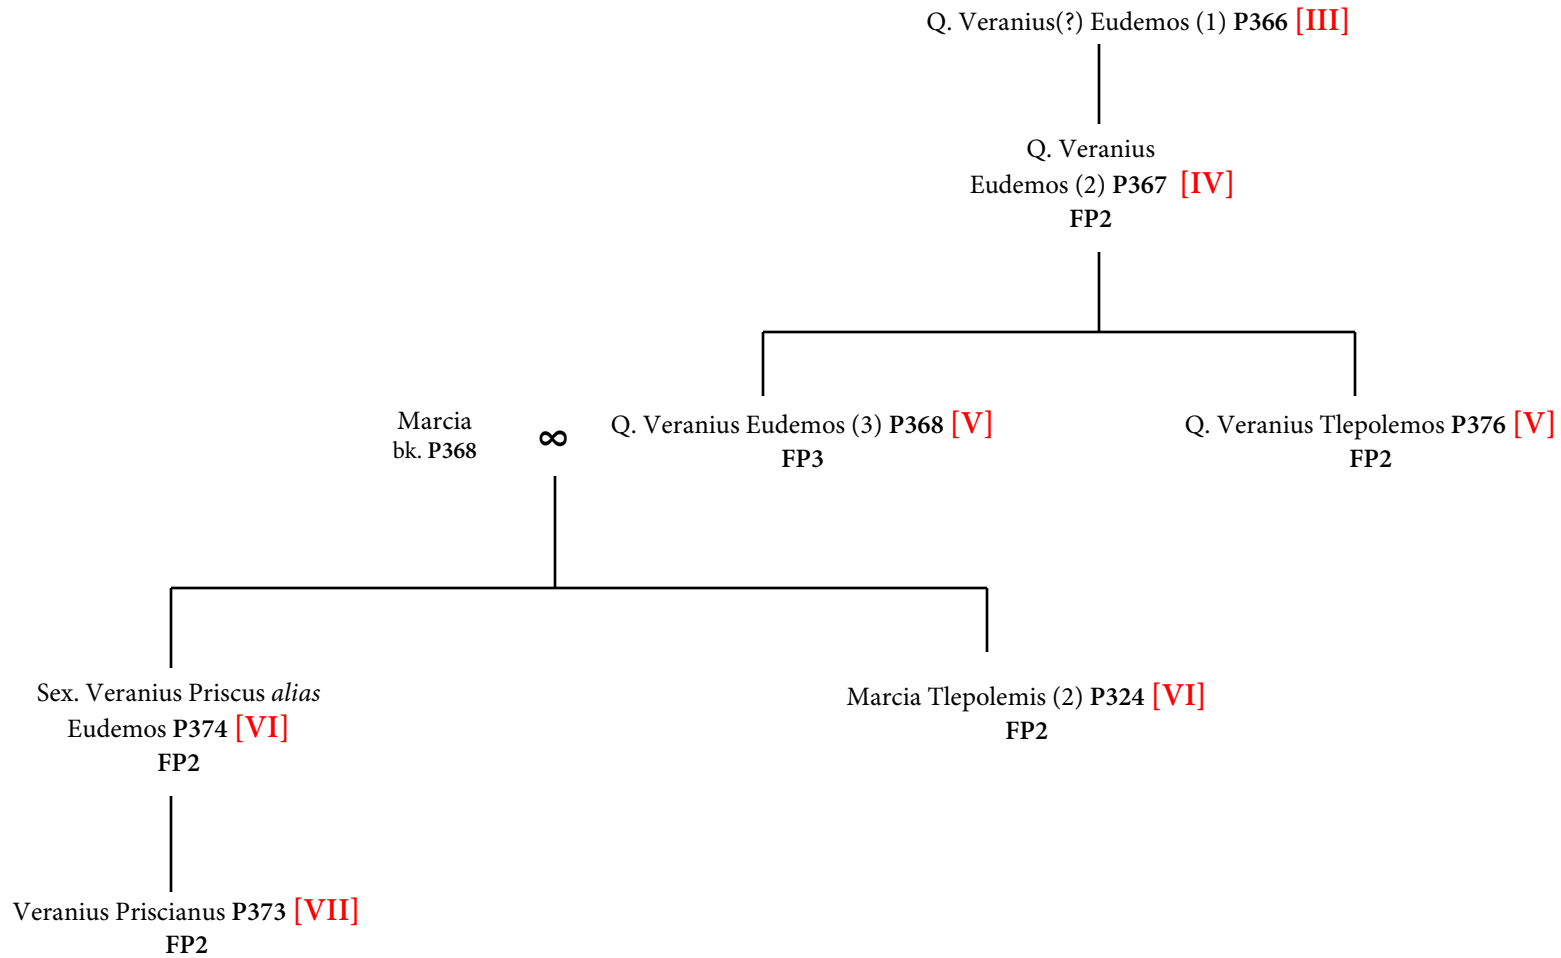 Q. Veranius(?) Eudemos (1) P366 [III]
Q. Veranius
Eudemos (2) P367 [IV]
FP2
Marcia
bk. P368
∞
Q. Veranius Eudemos (3) P368 [V]
FP3
Q. Veranius Tlepolemos P376 [V]
FP2
Sex. Veranius Priscus alias
Eudemos P374 [VI]
FP2
Marcia Tlepolemis (2) P324 [VI]
FP2
Veranius Priscianus P373 [VII]
FP2